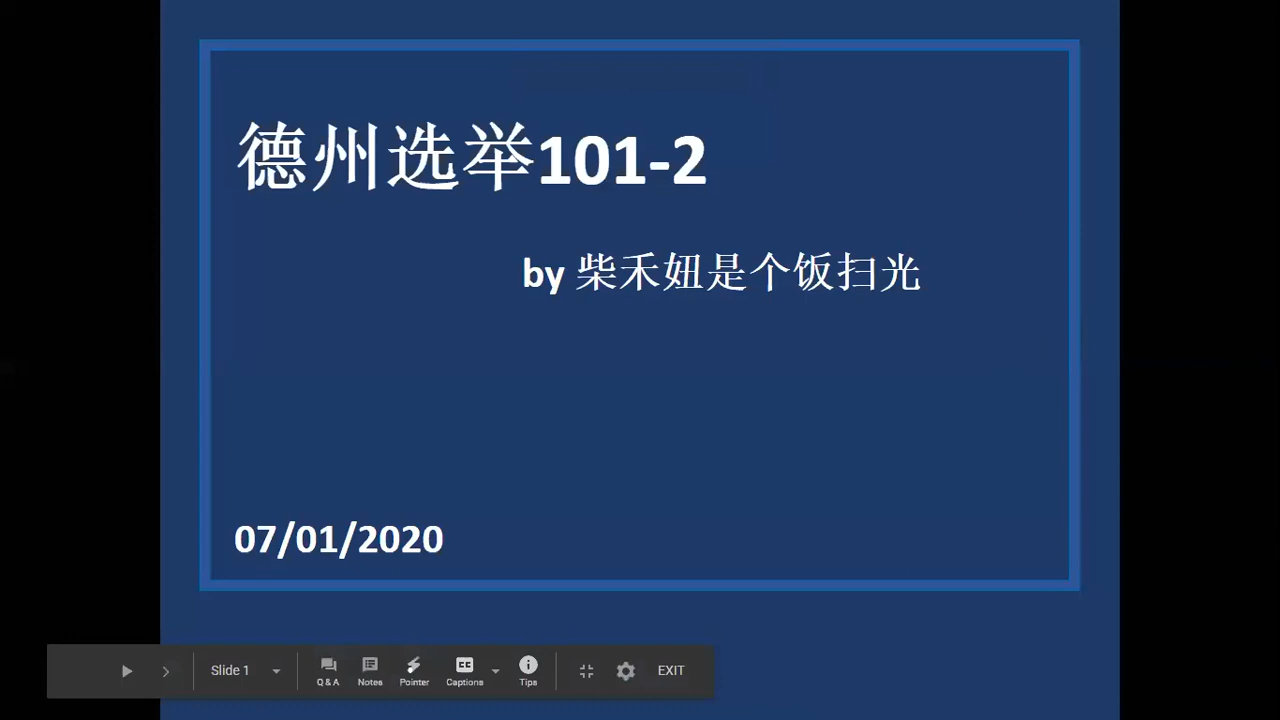 德州选举101-2
by 柴禾妞是个饭扫光
07/01/2020
Slide 1
Q & A
Notes
Pointer
Captions
Tips
EXIT